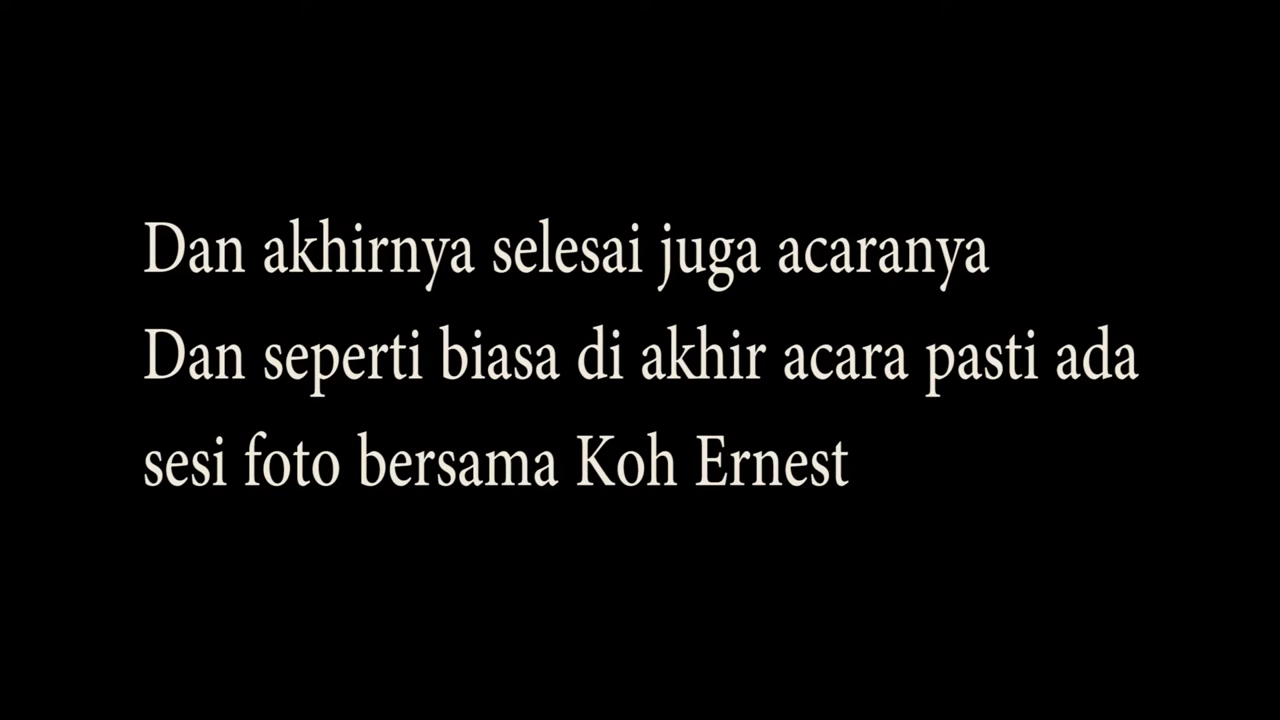 Dan akhirnya selesai juga acaranya
Dan seperti biasa di akhir acara pasti ada
sesi foto bersama Koh Ernest